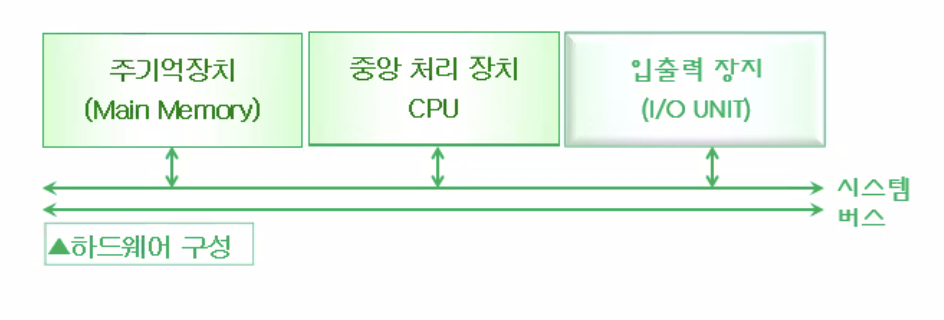 주기억장치
(Main Memory)
중앙 처리 장치
CPU
입출력 장치
(I/O UNIT)
시스템
버스
▲하드웨어 구성